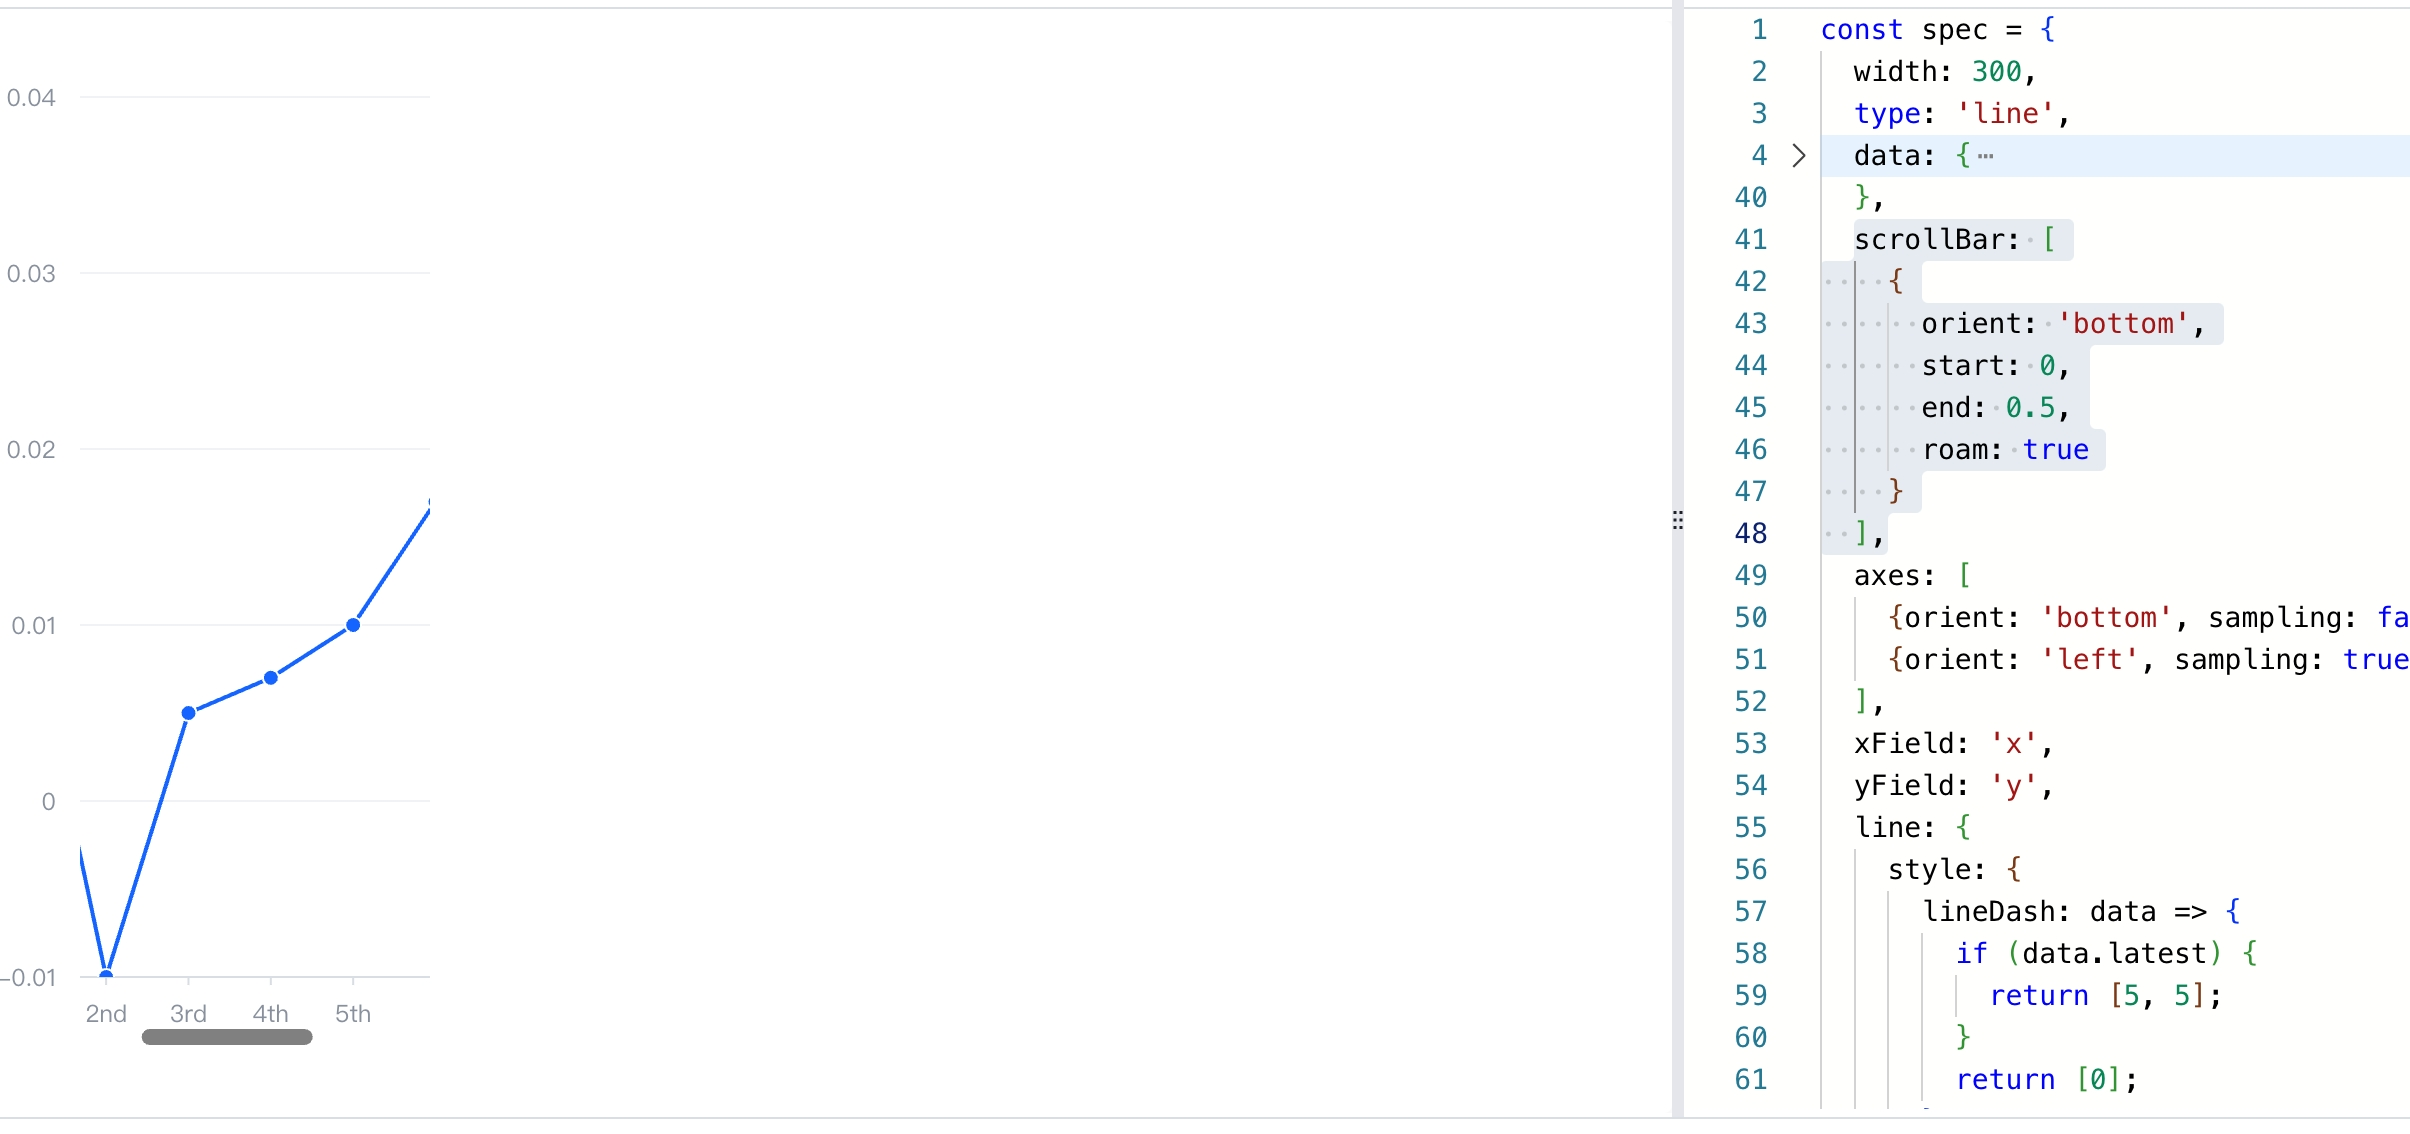 0.04
0.03
0.02
0.01
0
−0.01
2nd 3rd 4th 5th
1 const spec = {
2 width: 300,
3 type: 'line',
4 data: {…
40 },
41 scrollBar: [
42 {
43 orient: 'bottom',
44 start: 0,
45 end: 0.5,
46 roam: true
47 }
48 ],
49 axes: [
50 {orient: 'bottom', sampling: fa
51 {orient: 'left', sampling: true
52 ],
53 xField: 'x',
54 yField: 'y',
55 line: {
56 style: {
57 lineDash: data => {
58 if (data.latest) {
59 return [5, 5];
60 }
61 return [0];